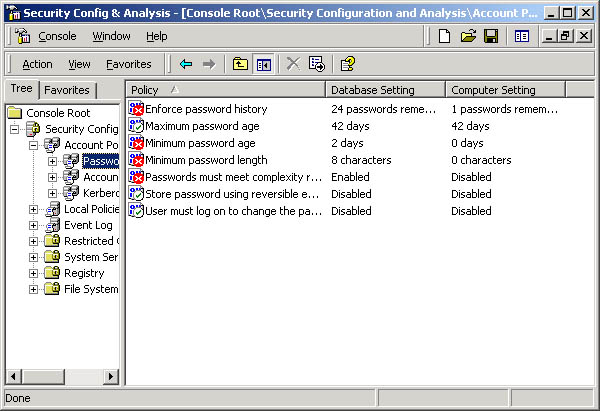 Security Config & Analysis - [Console Root\Security Configuration and Analysis\Account P...
Console Window Help
Action View Favorites
Tree Favorites
Policy Database Setting Computer Setting
Console Root
Security Config
Account Po
Passwo
Accoun
Kerbero
Local Policie
Event Log
Restricted G
System Ser
Registry
File System
Enforce password history 24 passwords reme... 1 passwords remem...
Maximum password age 42 days 42 days
Minimum password age 2 days 0 days
Minimum password length 8 characters 0 characters
Passwords must meet complexity r... Enabled Disabled
Store password using reversible e... Disabled Disabled
User must log on to change the pa... Disabled Disabled
Done